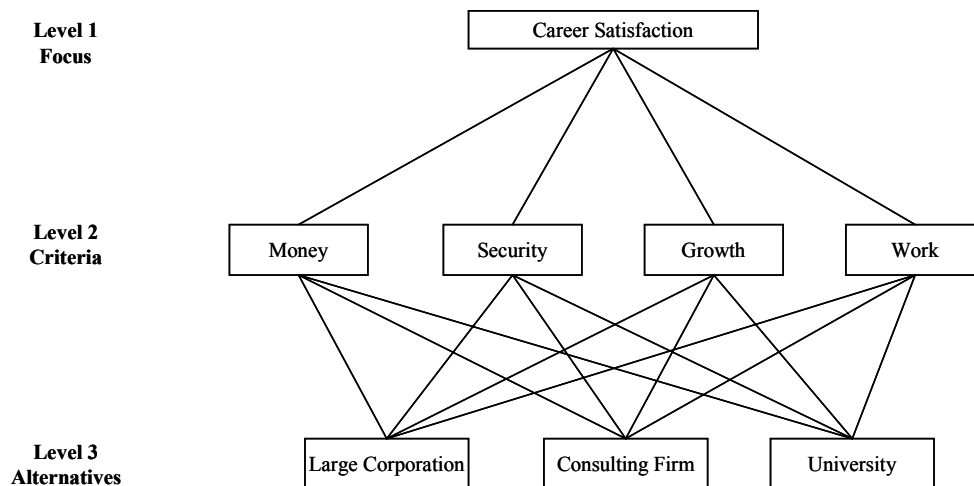 Level 1
Focus
Career Satisfaction
Level 2
Criteria
Money
Security
Growth
Work
Level 3
Alternatives
Large Corporation
Consulting Firm
University